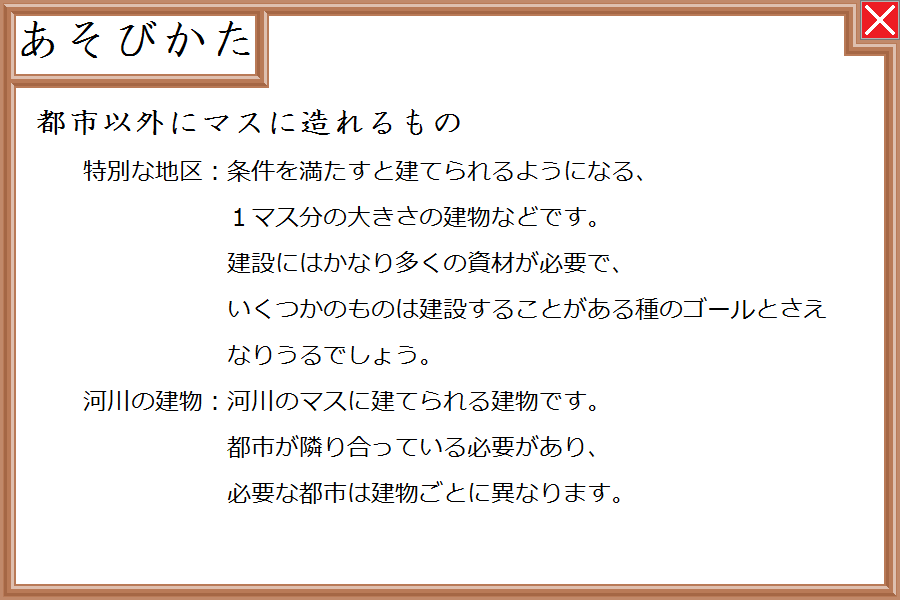 あそびかた
都市以外にマスに造れるもの
特別な地区：条件を満たすと建てられるようになる、
１マス分の大きさの建物などです。
建設にはかなり多くの資材が必要で、
いくつかのものは建設することがある種のゴールとさえ
なりうるでしょう。
河川の建物：河川のマスに建てられる建物です。
都市が隣り合っている必要があり、
必要な都市は建物ごとに異なります。